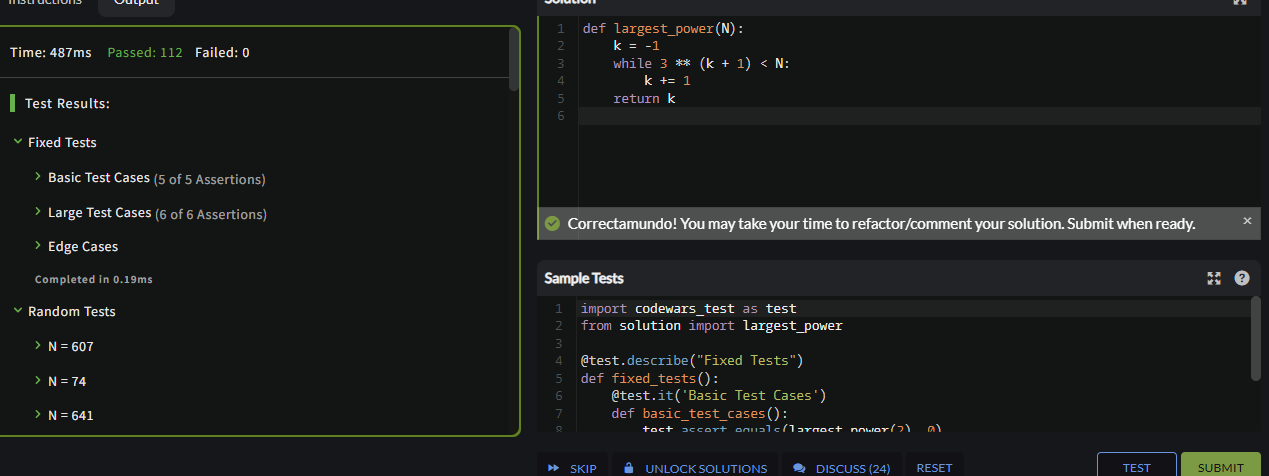 Instructions
Output
Time: 487ms Passed: 112 Failed: 0
Test Results:
Fixed Tests
Basic Test Cases (5 of 5 Assertions)
Large Test Cases (6 of 6 Assertions)
Edge Cases
Completed in 0.19ms
Random Tests
N = 607
N = 74
N = 641
Solution
1 def largest_power(N):
2     k = -1
3     while 3 ** (k + 1) < N:
4         k += 1
5     return k
6
Correctamundo! You may take your time to refactor/comment your solution. Submit when ready. ×
Sample Tests
?
1 import codewars_test as test
2 from solution import largest_power
3
4 @test.describe("Fixed Tests")
5 def fixed_tests():
6     @test.it('Basic Test Cases')
7     def basic_test_cases():
8         test.assert_equals(largest_power(2), 0)
SKIP
UNLOCK SOLUTIONS
DISCUSS (24)
RESET
TEST
SUBMIT